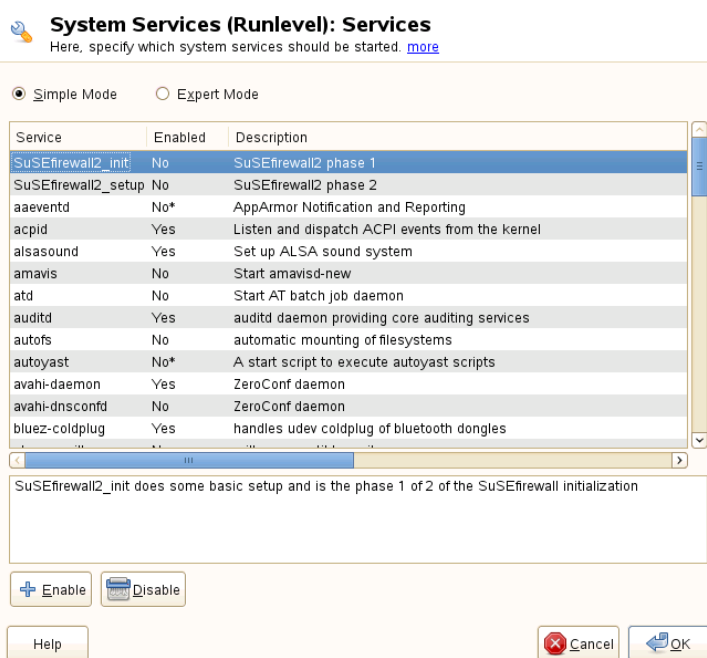 System Services (Runlevel): Services
Here, specify which system services should be started. more
Simple Mode Expert Mode
Service Enabled Description
SuSEfirewall2_init No SuSEfirewall2 phase 1
SuSEfirewall2_setup No SuSEfirewall2 phase 2
aaeventd No* AppArmor Notification and Reporting
acpid Yes Listen and dispatch ACPI events from the kernel
alsasound Yes Set up ALSA sound system
amavis No Start amavisd-new
atd No Start AT batch job daemon
auditd Yes auditd daemon providing core auditing services
autofs No automatic mounting of filesystems
autoyast No* A start script to execute autoyast scripts
avahi-daemon Yes ZeroConf daemon
avahi-dnsconfd No ZeroConf daemon
bluez-coldplug Yes handles udev coldplug of bluetooth dongles
SuSEfirewall2_init does some basic setup and is the phase 1 of 2 of the SuSEfirewall initialization
Enable Disable
Help Cancel OK